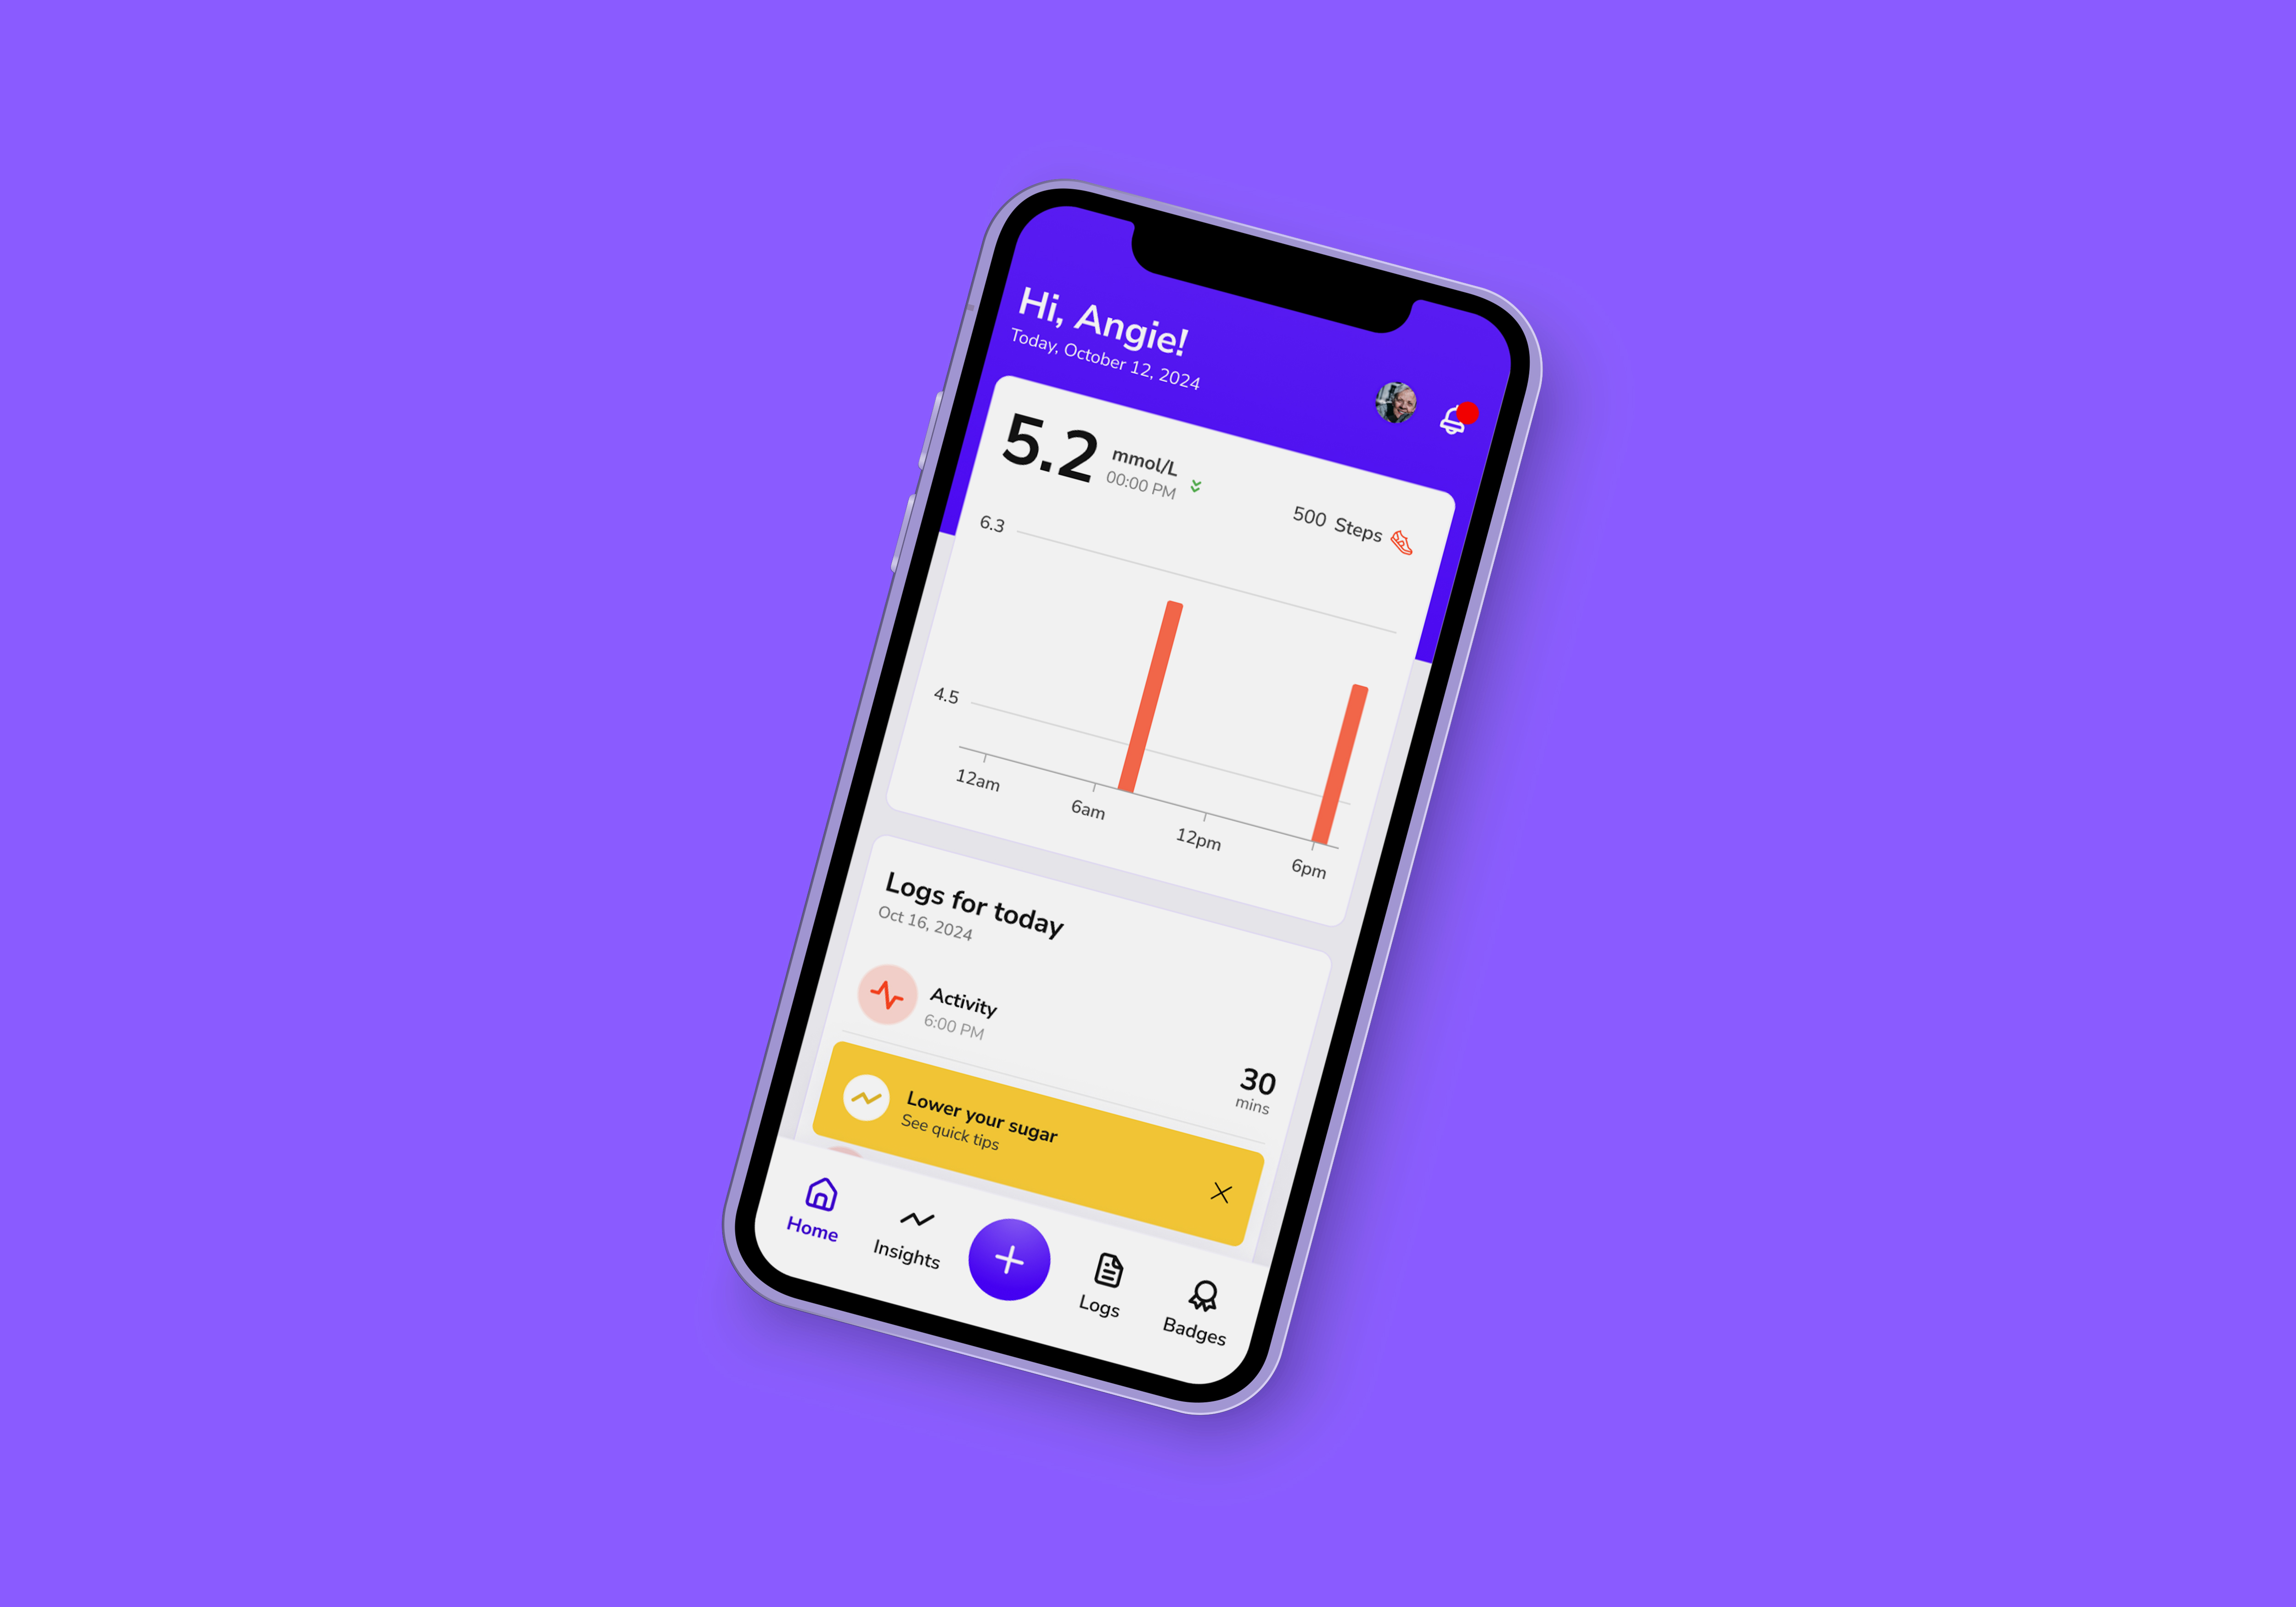 Hi, Angie!
Today, October 12, 2024
5.2
mmol/L
00:00 PM
500 Steps
6.3
4.5
12am
6am
12pm
6pm
Logs for today
Oct 16, 2024
Activity
6:00 PM
30
mins
Lower your sugar
See quick tips
Home
Insights
Logs
Badges